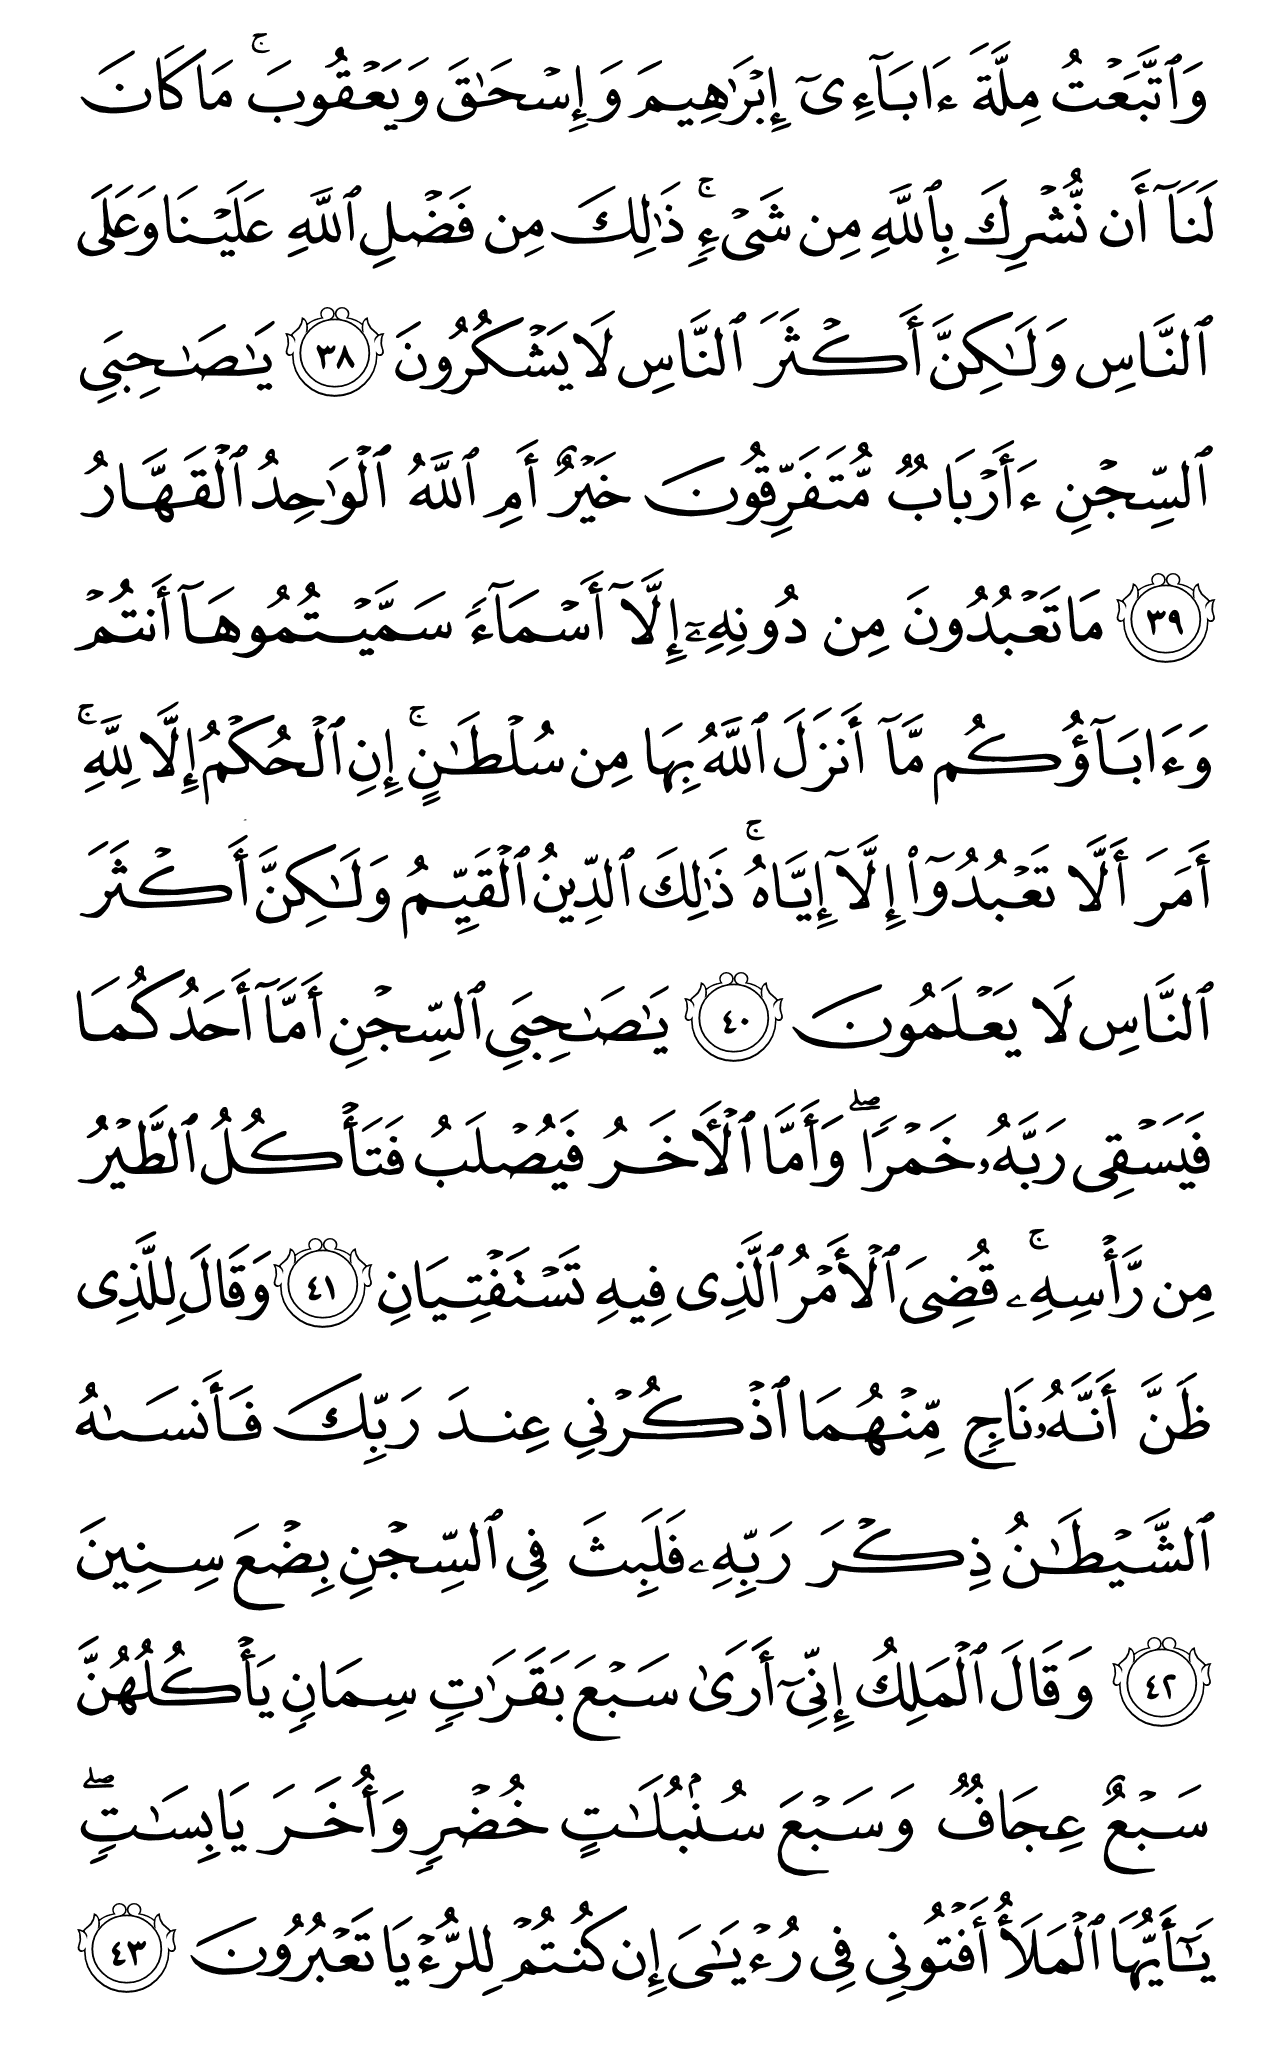 وَٱتَّبَعۡتُ مِلَّةَ ءَابَآءِيٓ إِبۡرَٰهِيمَ وَإِسۡحَٰقَ وَيَعۡقُوبَۚ مَا كَانَ
لَنَآ أَن نُّشۡرِكَ بِٱللَّهِ مِن شَيۡءٖۚ ذَٰلِكَ مِن فَضۡلِ ٱللَّهِ عَلَيۡنَا وَعَلَى
ٱلنَّاسِ وَلَٰكِنَّ أَكۡثَرَ ٱلنَّاسِ لَا يَشۡكُرُونَ ٣٨ يَٰصَٰحِبَيِ
ٱلسِّجۡنِ ءَأَرۡبَابٞ مُّتَفَرِّقُونَ خَيۡرٌ أَمِ ٱللَّهُ ٱلۡوَٰحِدُ ٱلۡقَهَّارُ
٣٩ مَا تَعۡبُدُونَ مِن دُونِهِۦٓ إِلَّآ أَسۡمَآءٗ سَمَّيۡتُمُوهَآ أَنتُمۡ
وَءَابَآؤُكُم مَّآ أَنزَلَ ٱللَّهُ بِهَا مِن سُلۡطَٰنٍۚ إِنِ ٱلۡحُكۡمُ إِلَّا لِلَّهِۚ
أَمَرَ أَلَّا تَعۡبُدُوٓاْ إِلَّآ إِيَّاهُۚ ذَٰلِكَ ٱلدِّينُ ٱلۡقَيِّمُ وَلَٰكِنَّ أَكۡثَرَ
ٱلنَّاسِ لَا يَعۡلَمُونَ ٤٠ يَٰصَٰحِبَيِ ٱلسِّجۡنِ أَمَّآ أَحَدُكُمَا
فَيَسۡقِي رَبَّهُۥ خَمۡرٗاۖ وَأَمَّا ٱلۡأٓخَرُ فَيُصۡلَبُ فَتَأۡكُلُ ٱلطَّيۡرُ
مِن رَّأۡسِهِۦۚ قُضِيَ ٱلۡأَمۡرُ ٱلَّذِي فِيهِ تَسۡتَفۡتِيَانِ ٤١ وَقَالَ لِلَّذِي
ظَنَّ أَنَّهُۥ نَاجٖ مِّنۡهُمَا ٱذۡكُرۡنِي عِندَ رَبِّكَ فَأَنسَىٰهُ
ٱلشَّيۡطَٰنُ ذِكۡرَ رَبِّهِۦ فَلَبِثَ فِي ٱلسِّجۡنِ بِضۡعَ سِنِينَ
٤٢ وَقَالَ ٱلۡمَلِكُ إِنِّيٓ أَرَىٰ سَبۡعَ بَقَرَٰتٖ سِمَانٖ يَأۡكُلُهُنَّ
سَبۡعٌ عِجَافٞ وَسَبۡعَ سُنۢبُلَٰتٍ خُضۡرٖ وَأُخَرَ يَابِسَٰتٖۖ
يَٰٓأَيُّهَا ٱلۡمَلَأُ أَفۡتُونِي فِي رُءۡيَٰيَ إِن كُنتُمۡ لِلرُّءۡيَا تَعۡبُرُونَ ٤٣